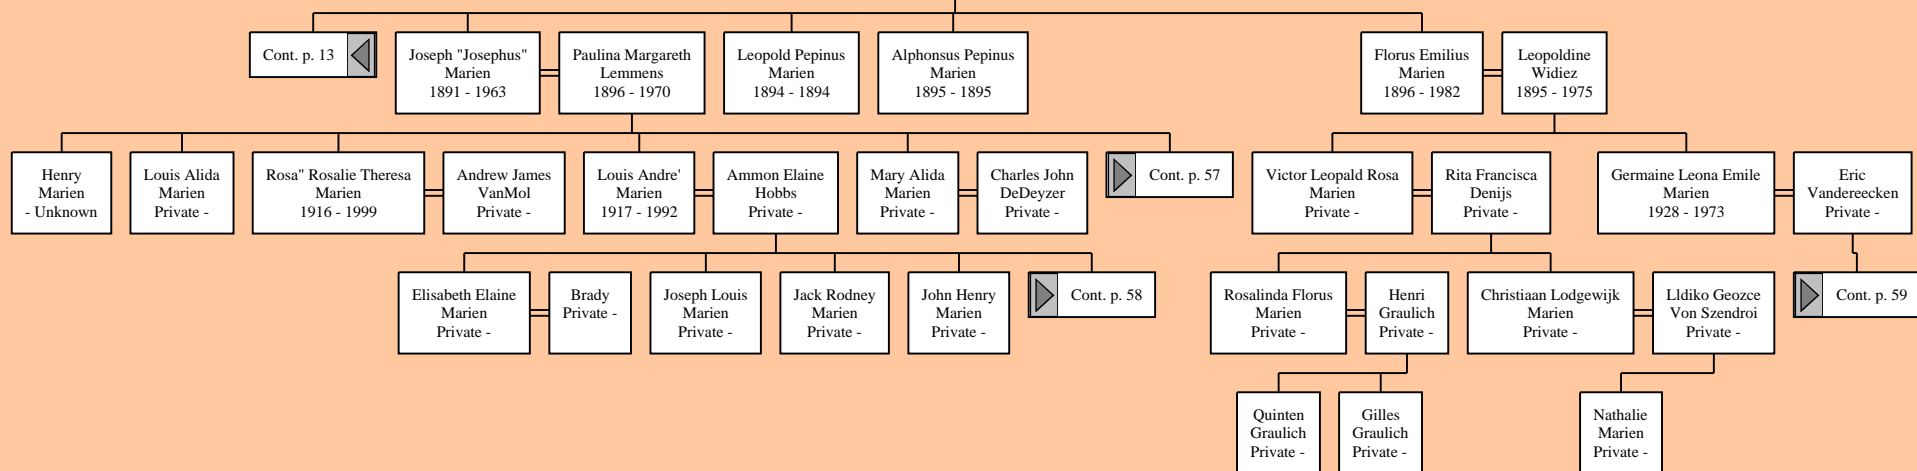 Cont. p. 13
Joseph "Josephus"
Marien
1891 - 1963
Paulina Margareth
Lemmens
1896 - 1970
Leopold Pepinus
Marien
1894 - 1894
Alphonsus Pepinus
Marien
1895 - 1895
Florus Emilius
Marien
1896 - 1982
Leopoldine
Widiez
1895 - 1975
Henry
Marien
- Unknown
Louis Alida
Marien
Private -
Rosa" Rosalie Theresa
Marien
1916 - 1999
Andrew James
VanMol
Private -
Louis Andre'
Marien
1917 - 1992
Ammon Elaine
Hobbs
Private -
Mary Alida
Marien
Private -
Charles John
DeDeyzer
Private -
Cont. p. 57
Victor Leopald Rosa
Marien
Private -
Rita Francisca
Denijs
Private -
Germaine Leona Emile
Marien
1928 - 1973
Eric
Vandereecken
Private -
Elisabeth Elaine
Marien
Private -
Brady
Private -
Joseph Louis
Marien
Private -
Jack Rodney
Marien
Private -
John Henry
Marien
Private -
Cont. p. 58
Rosalinda Florus
Marien
Private -
Henri
Graulich
Private -
Christiaan Lodgewijk
Marien
Private -
Lldiko Geozce
Von Szendroi
Private -
Cont. p. 59
Quinten
Graulich
Private -
Gilles
Graulich
Private -
Nathalie
Marien
Private -